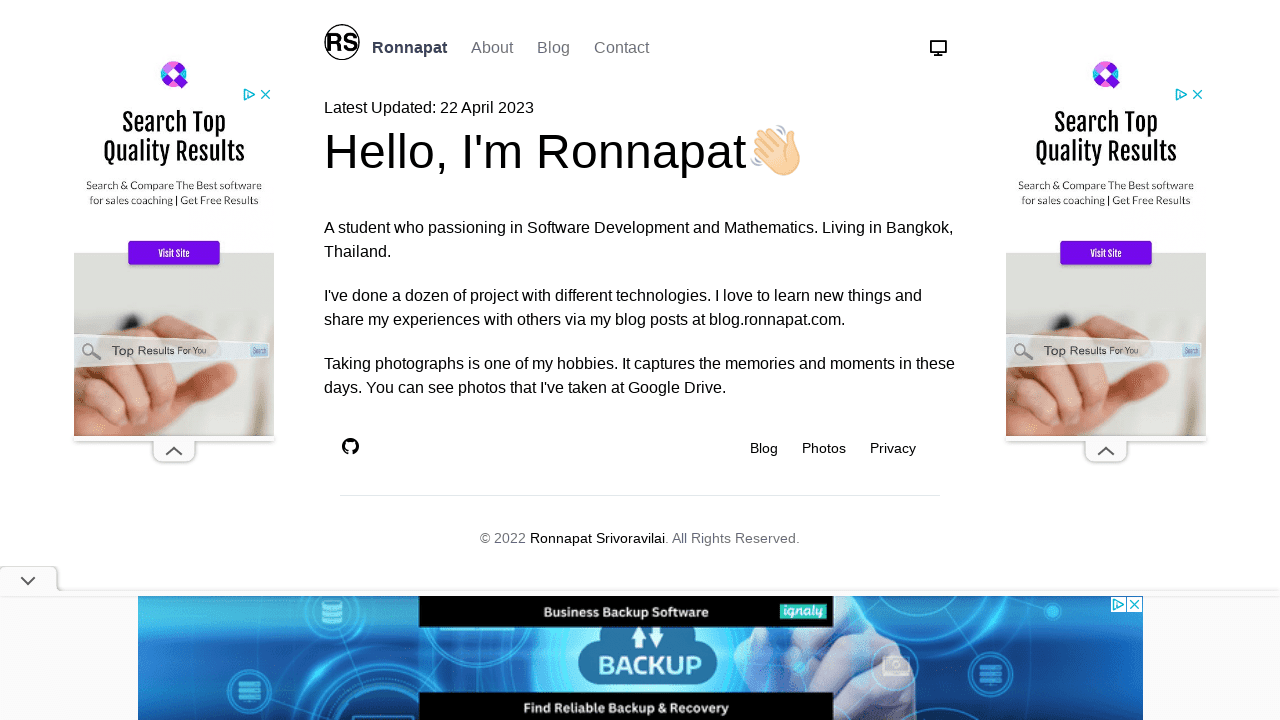 RS Ronnapat About Blog Contact
Latest Updated: 22 April 2023
Hello, I'm Ronnapat👋🏻
A student who passioning in Software Development and Mathematics. Living in Bangkok,
Thailand.
I've done a dozen of project with different technologies. I love to learn new things and
share my experiences with others via my blog posts at blog.ronnapat.com.
Taking photographs is one of my hobbies. It captures the memories and moments in these
days. You can see photos that I've taken at Google Drive.
Blog Photos Privacy
© 2022 Ronnapat Srivoravilai. All Rights Reserved.
Search Top
Quality Results
Search & Compare The Best software
for sales coaching | Get Free Results
Visit Site
Top Results For You Search
Search Top
Quality Results
Search & Compare The Best software
for sales coaching | Get Free Results
Visit Site
Top Results For You Search
Business Backup Software ignaly
BACKUP
Find Reliable Backup & Recovery